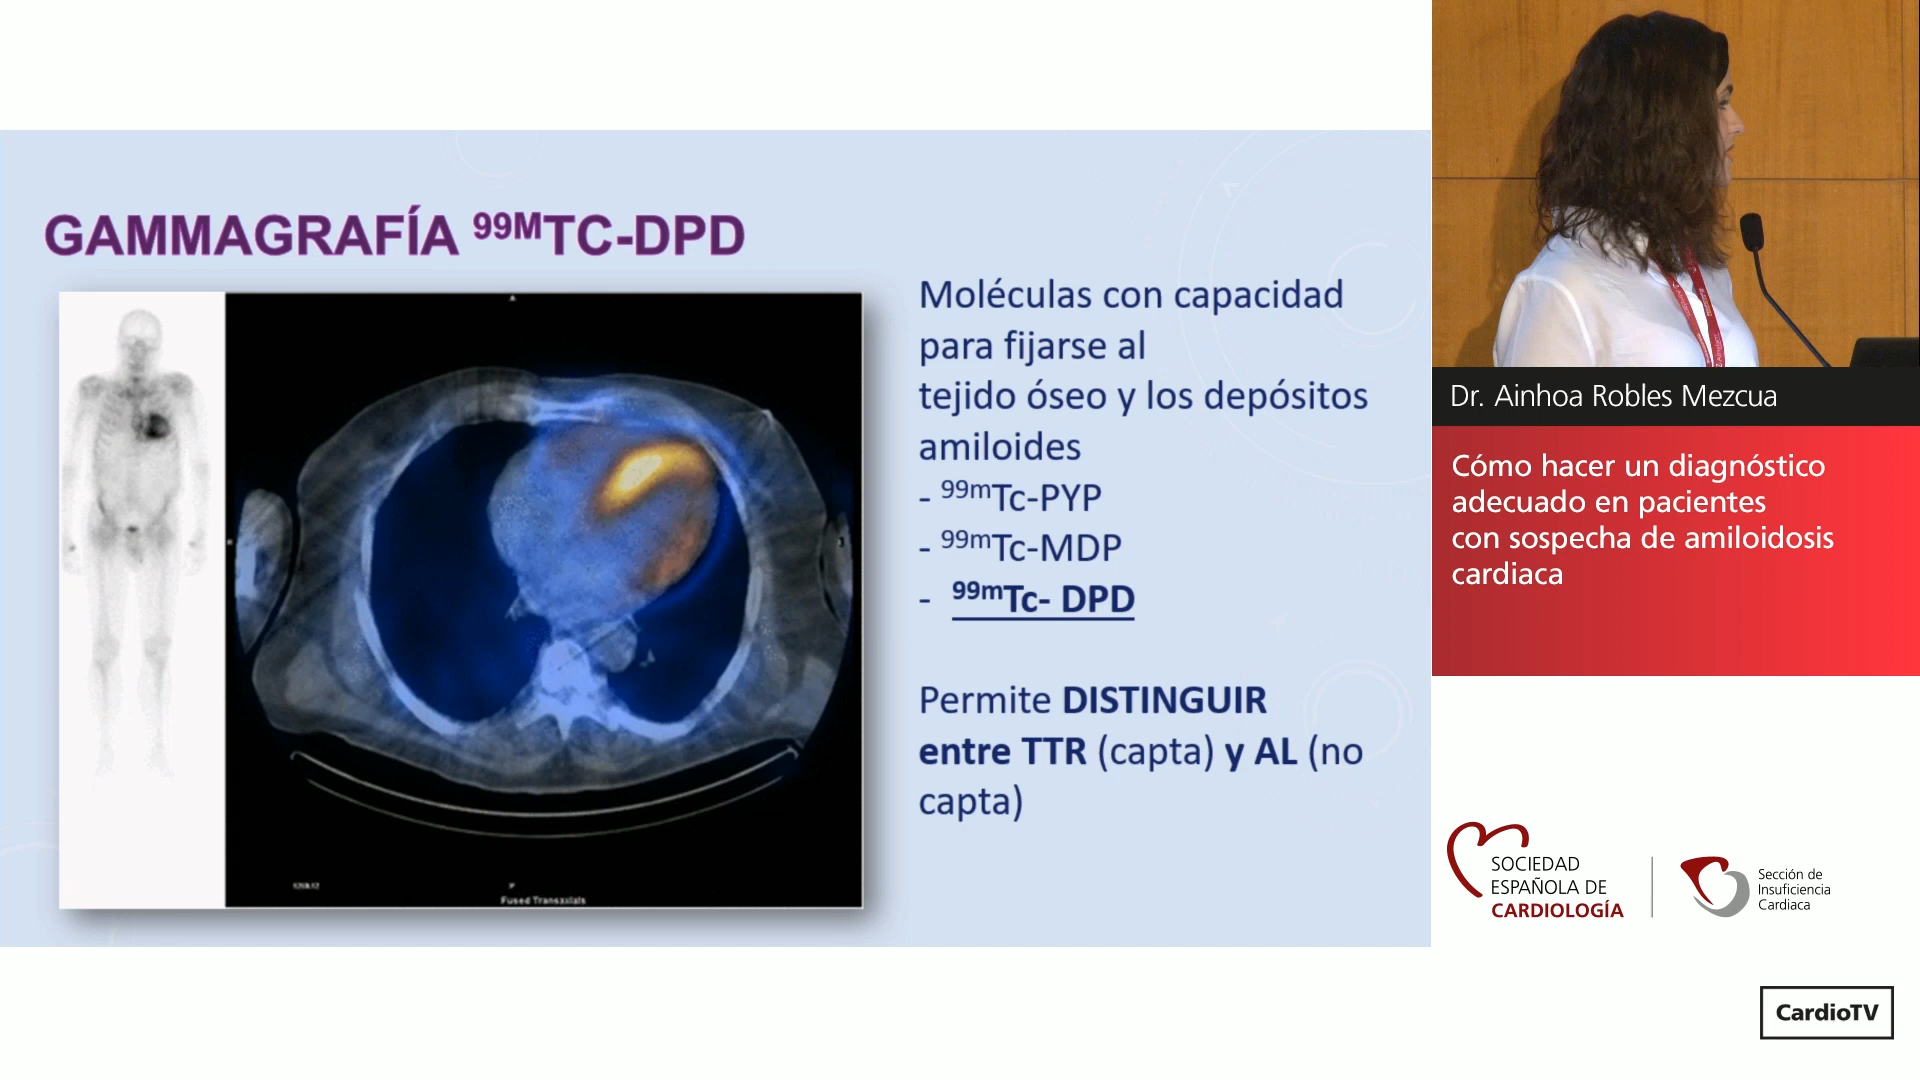 GAMMAGRAFÍA 99MTC-DPD
Moléculas con capacidad
para fijarse al
tejido óseo y los depósitos
amiloides
- 99mTc-PYP
- 99mTc-MDP
- 99mTc- DPD
Permite DISTINGUIR
entre TTR (capta) y AL (no
capta)
Fused Transaxials
Dr. Ainhoa Robles Mezcua
Cómo hacer un diagnóstico
adecuado en pacientes
con sospecha de amiloidosis
cardiaca
SOCIEDAD
ESPAÑOLA DE
CARDIOLOGÍA
Sección de
Insuficiencia
Cardiaca
CardioTV